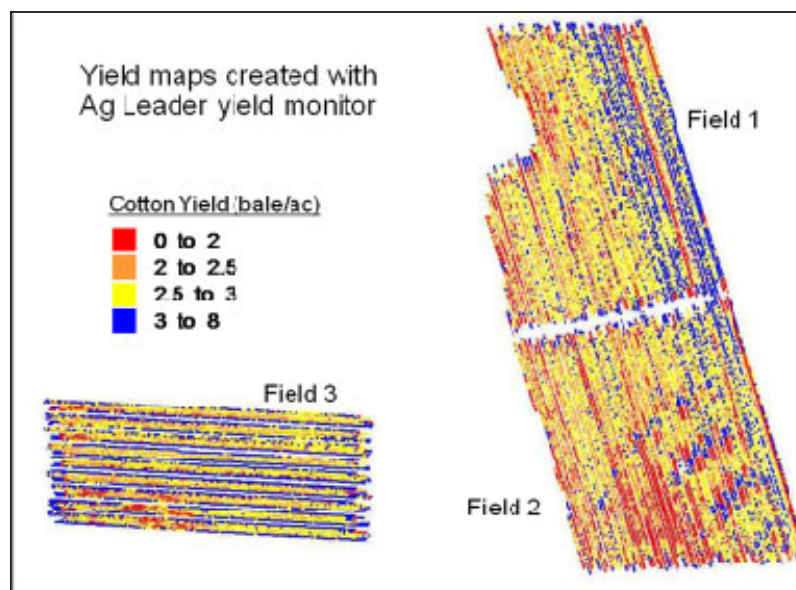 Yield maps created with
Ag Leader yield monitor
Field 1
Cotton Yield (bale/ac)
0 to 2
2 to 2.5
2.5 to 3
3 to 8
Field 3
Field 2